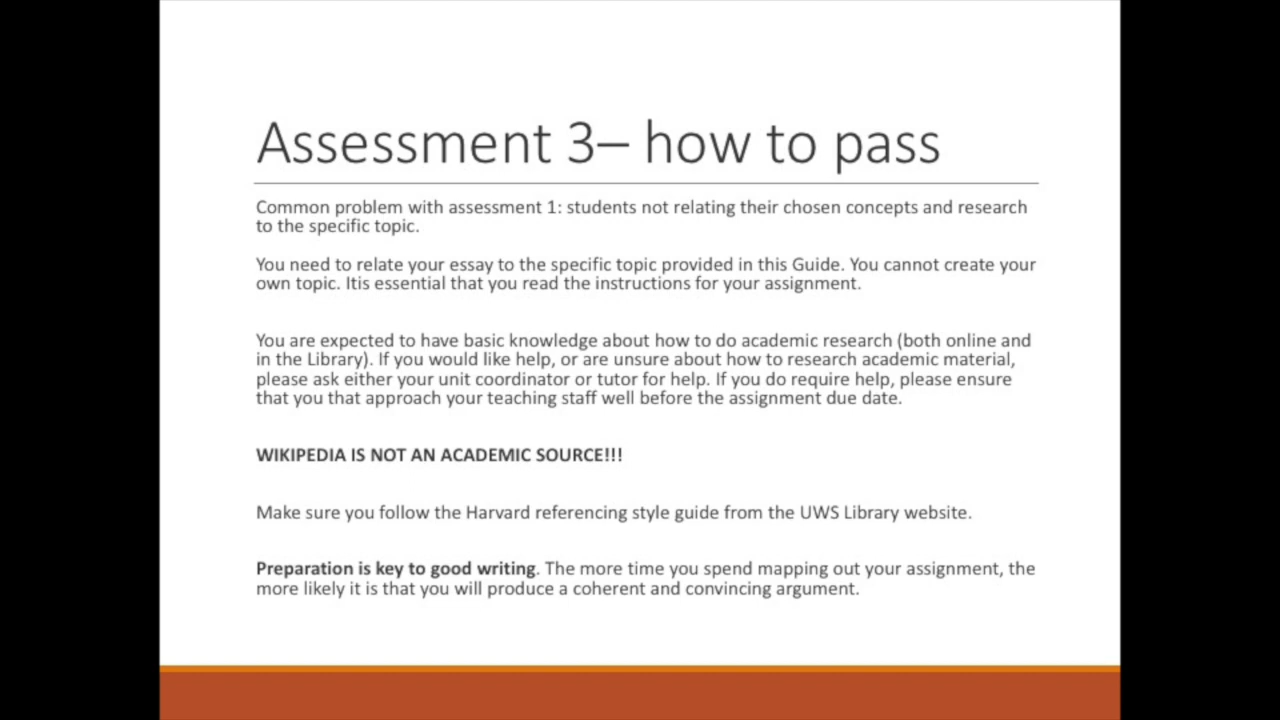 Assessment 3– how to pass
Common problem with assessment 1: students not relating their chosen concepts and research
to the specific topic.
You need to relate your essay to the specific topic provided in this Guide. You cannot create your
own topic. Itis essential that you read the instructions for your assignment.
You are expected to have basic knowledge about how to do academic research (both online and
in the Library). If you would like help, or are unsure about how to research academic material,
please ask either your unit coordinator or tutor for help. If you do require help, please ensure
that you that approach your teaching staff well before the assignment due date.
WIKIPEDIA IS NOT AN ACADEMIC SOURCE!!!
Make sure you follow the Harvard referencing style guide from the UWS Library website.
Preparation is key to good writing. The more time you spend mapping out your assignment, the
more likely it is that you will produce a coherent and convincing argument.